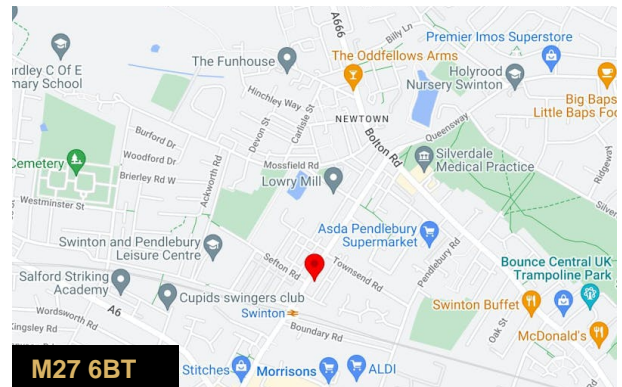 A666
Billy Ln
Premier Imos Superstore
The Funhouse
The Oddfellows Arms
ardley C Of E
mary School
Holyrood
Nursery Swinton
Hinchley Way
Big Baps
Little Baps Foo
NEWTOWN
Carlisle St
Devon St
Burford Dr
Queensway
Bolton Rd
Cemetery
Woodford Dr
Mossfield Rd
Silverdale
Medical Practice
Ridgeway
Brierley Rd W
Ackworth Rd
Lowry Mill
Westminster St
Silver
Asda Pendlebury
Supermarket
Swinton and Pendlebury
Leisure Centre
Sefton Rd
Townsend Rd
Pendlebury Rd
Bounce Central UK
Trampoline Park
Salford Striking
Academy
Cupids swingers club
A6
Swinton
Swinton Buffet
Wordsworth Rd
Kingsley Rd
Boundary Rd
Oak St
McDonald's
M27 6BT
Stitches
Morrisons
ALDI